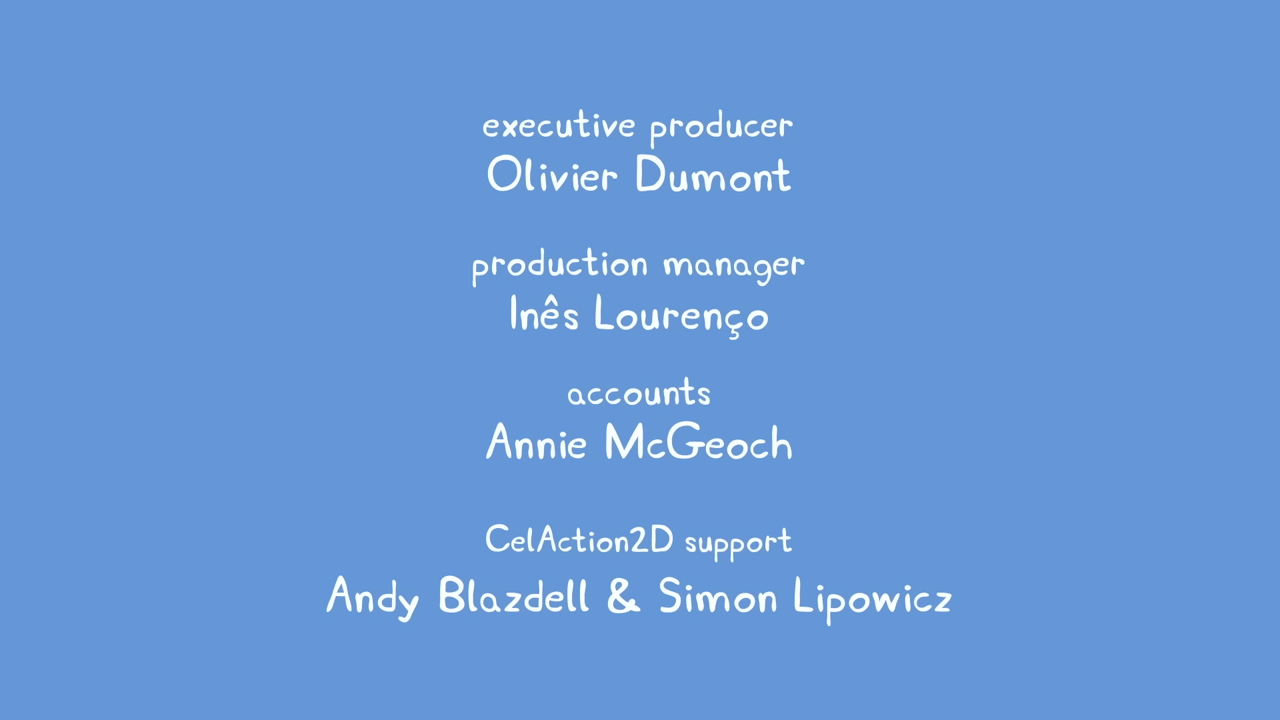 executive producer
Olivier Dumont
production manager
Inês Lourenço
accounts
Annie McGeoch
CelAction2D support
Andy Blazdell & Simon Lipowicz